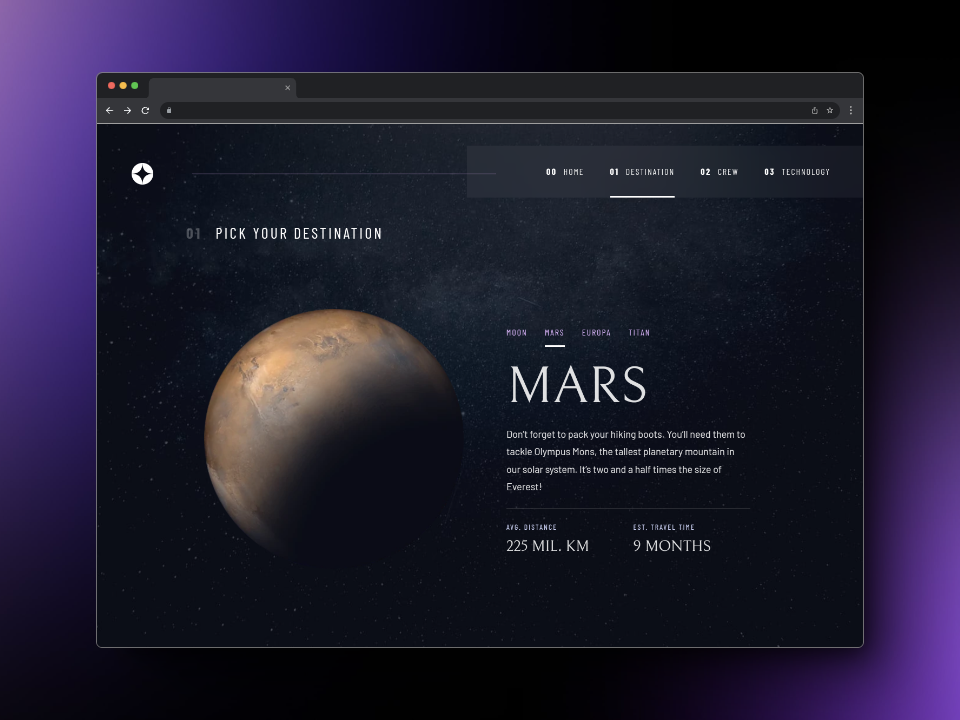 00 HOME 01 DESTINATION 02 CREW 03 TECHNOLOGY
01 PICK YOUR DESTINATION
MOON MARS EUROPA TITAN
MARS
Don't forget to pack your hiking boots. You'll need them to
tackle Olympus Mons, the tallest planetary mountain in
our solar system. It's two and a half times the size of
Everest!
AVG. DISTANCE
225 MIL. KM
EST. TRAVEL TIME
9 MONTHS